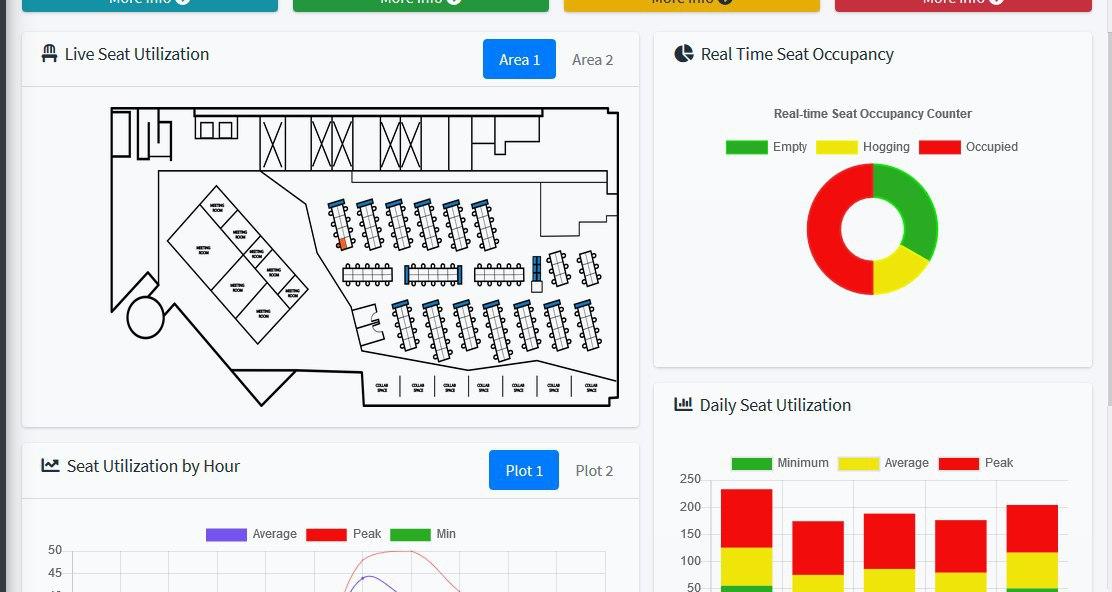 More info
More info
More info
More info
Live Seat Utilization
Area 1
Area 2
MEETING
ROOM
MEETING
ROOM
MEETING
ROOM
MEETING
ROOM
MEETING
ROOM
MEETING
ROOM
MEETING
ROOM
MEETING
ROOM
COLLAB
SPACE
COLLAB
SPACE
COLLAB
SPACE
COLLAB
SPACE
COLLAB
SPACE
COLLAB
SPACE
COLLAB
SPACE
Real Time Seat Occupancy
Real-time Seat Occupancy Counter
Empty
Hogging
Occupied
Seat Utilization by Hour
Plot 1
Plot 2
Average
Peak
Min
50
45
Daily Seat Utilization
Minimum
Average
Peak
250
200
150
100
50